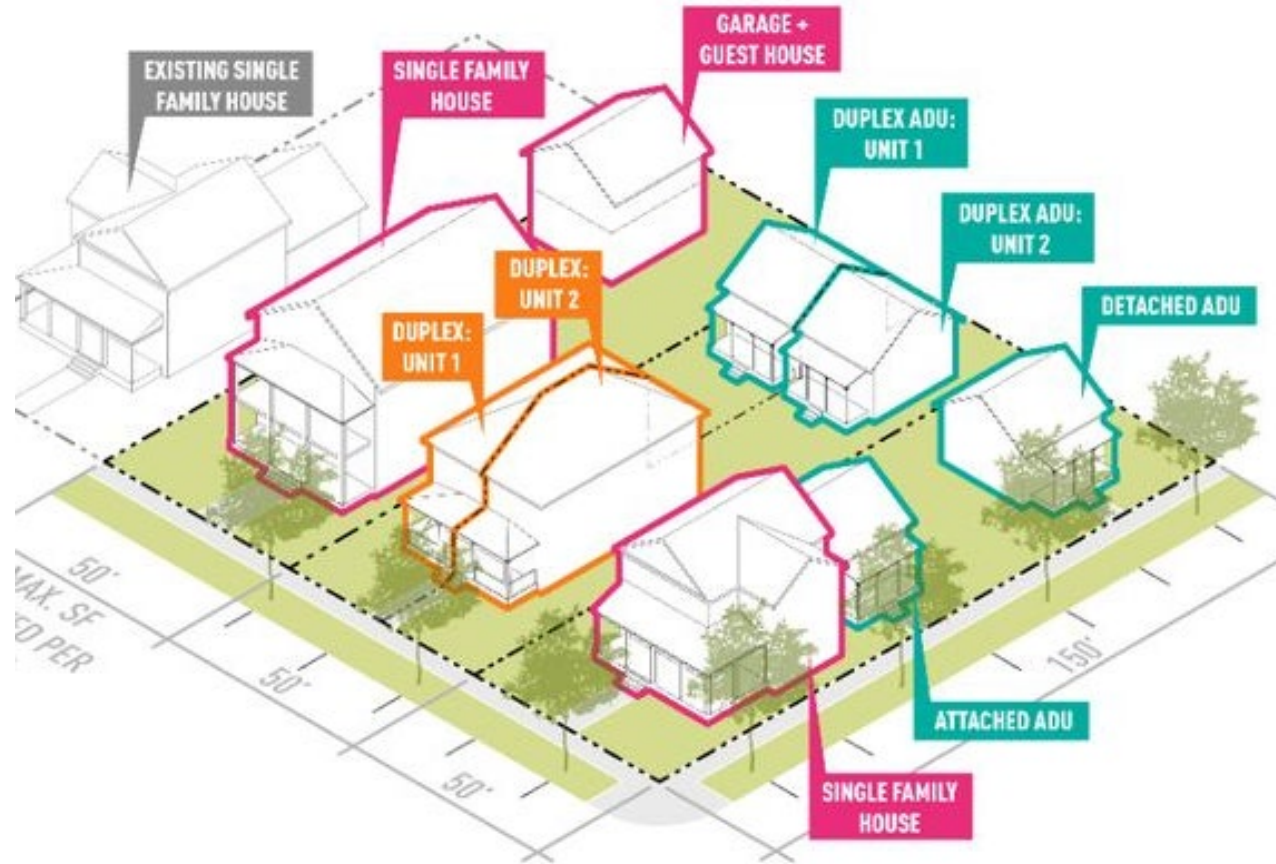 GARAGE +
GUEST HOUSE
EXISTING SINGLE
FAMILY HOUSE
SINGLE FAMILY
HOUSE
DUPLEX ADU:
UNIT 1
DUPLEX ADU:
UNIT 2
DUPLEX:
UNIT 2
DETACHED ADU
DUPLEX:
UNIT 1
50'
MAX. SF
PER
50'
150'
ATTACHED ADU
50'
SINGLE FAMILY
HOUSE